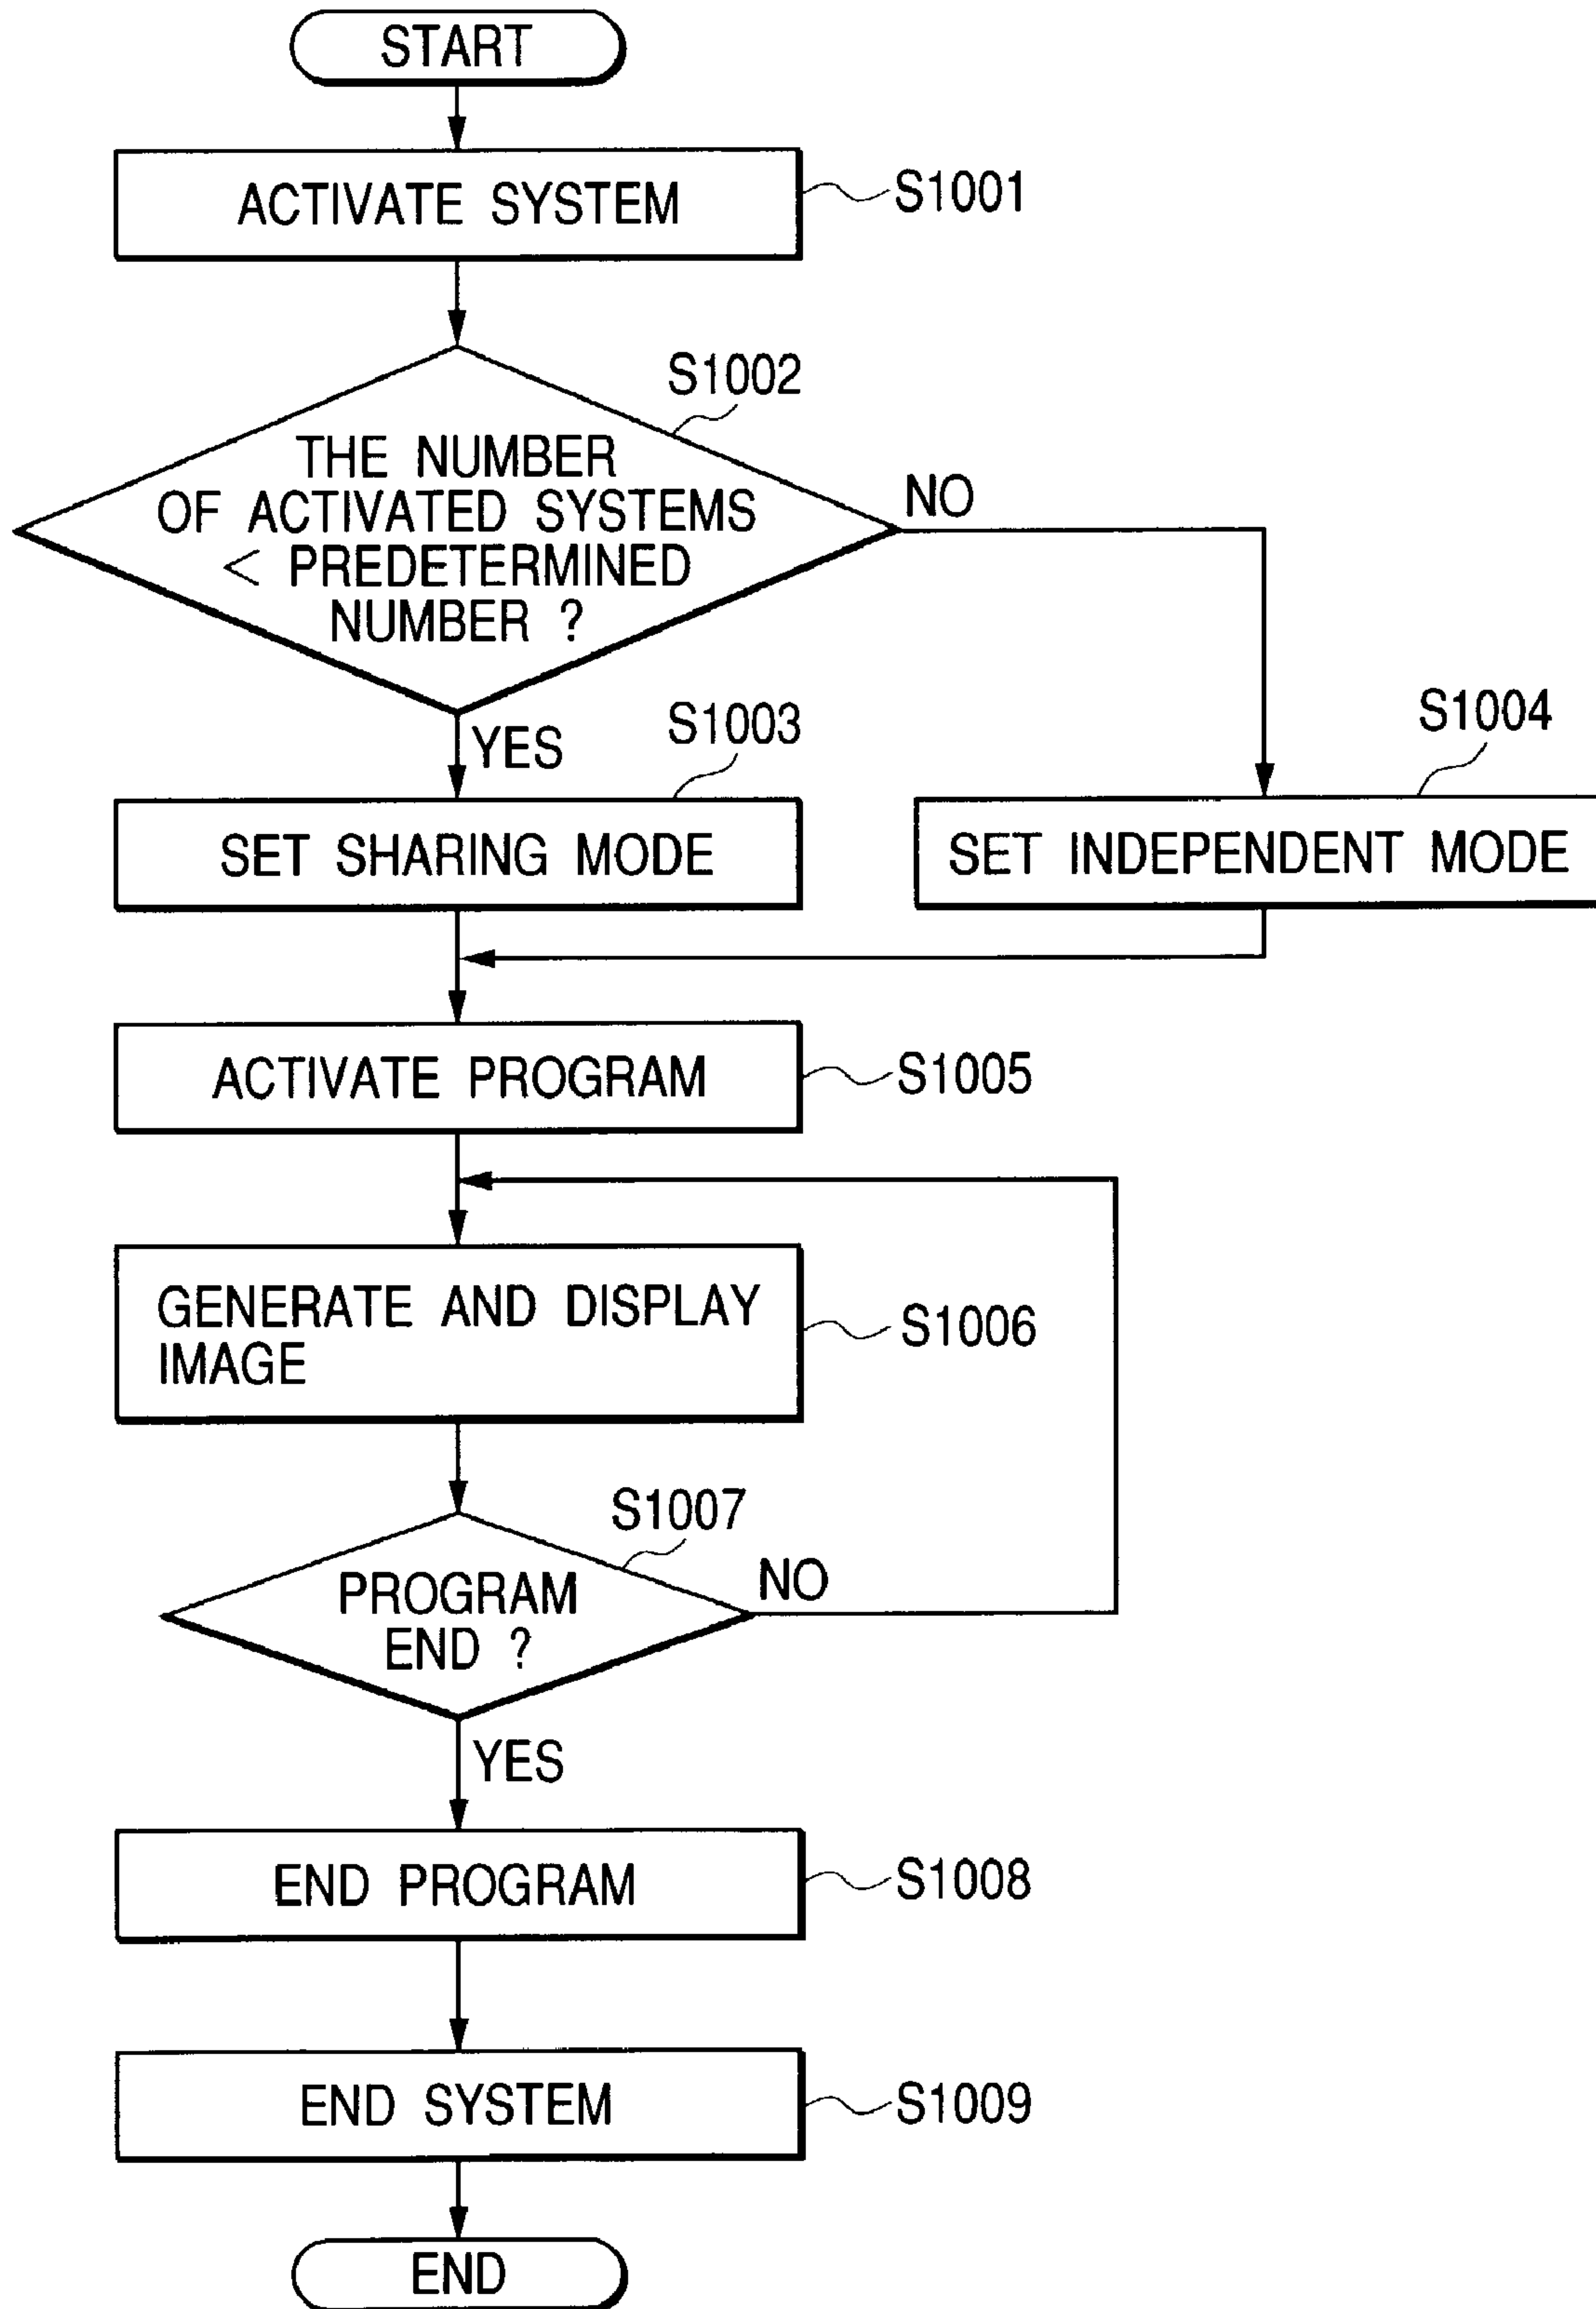 START
ACTIVATE SYSTEM
S1001
S1002
THE NUMBER
OF ACTIVATED SYSTEMS
< PREDETERMINED
NUMBER ?
NO
YES
S1003
S1004
SET SHARING MODE
SET INDEPENDENT MODE
ACTIVATE PROGRAM
S1005
GENERATE AND DISPLAY
IMAGE
S1006
S1007
PROGRAM
END ?
NO
YES
END PROGRAM
S1008
END SYSTEM
S1009
END